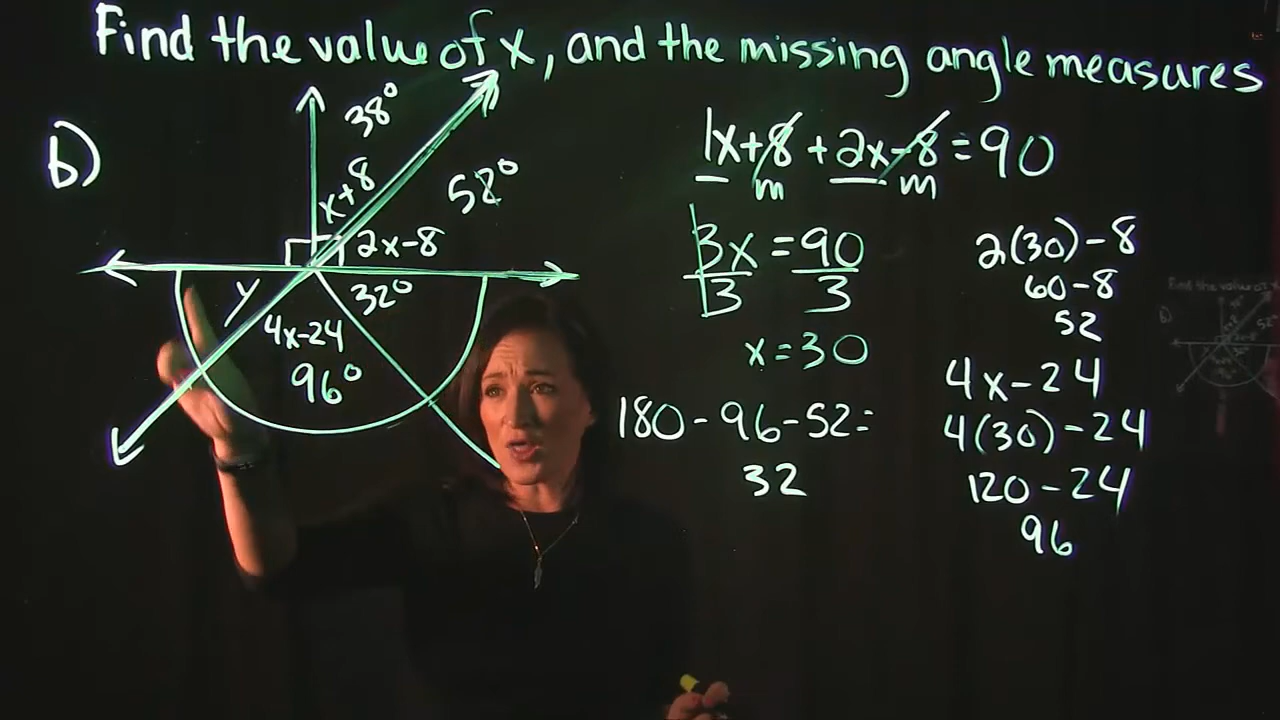 Find the value of x, and the missing angle measures
b)
38°
x+8
52°
2x-8
y
32°
4x-24
96°
1x+8+2x-8=90
m m
3x=90
3 3
x=30
180-96-52=
32
2(30)-8
60-8
52
4x-24
4(30)-24
120-24
96